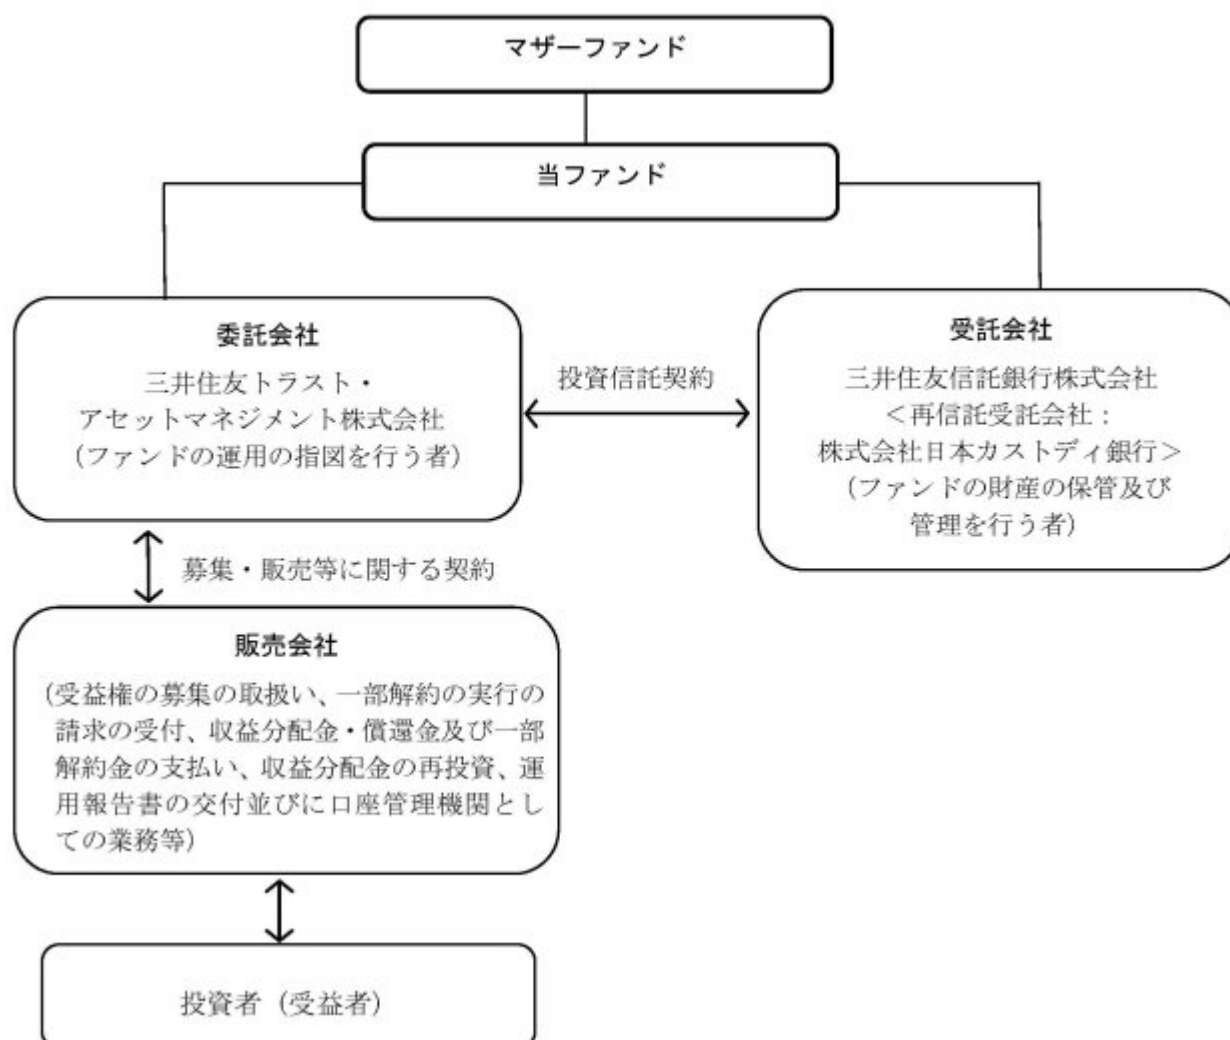 マザーファンド
当ファンド
委託会社
三井住友トラスト・
アセットマネジメント株式会社
（ファンドの運用の指図を行う者）
投資信託契約
受託会社
三井住友信託銀行株式会社
＜再信託受託会社：
株式会社日本カストディ銀行＞
（ファンドの財産の保管及び
管理を行う者）
募集・販売等に関する契約
販売会社
（受益権の募集の取扱い、一部解約の実行の
請求の受付、収益分配金・償還金及び一部
解約金の支払い、収益分配金の再投資、運
用報告書の交付並びに口座管理機関とし
ての業務等）
投資者（受益者）